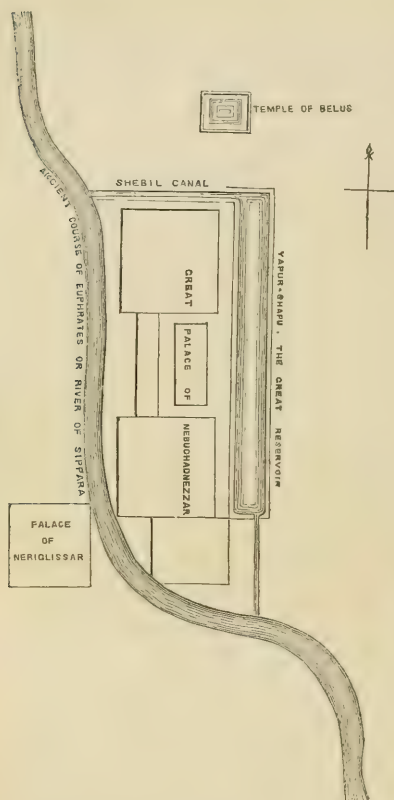 TEMPLE OF BELUS
SHEBIL CANAL
ANCIENT COURSE OF EUPHRATES OR RIVER OF SIPPARA
YAPUR-SHAPU, THE GREAT RESERVOIR
GREAT
PALACE OF
NEBUCHADNEZZAR
PALACE
OF
NERIGLISSAR